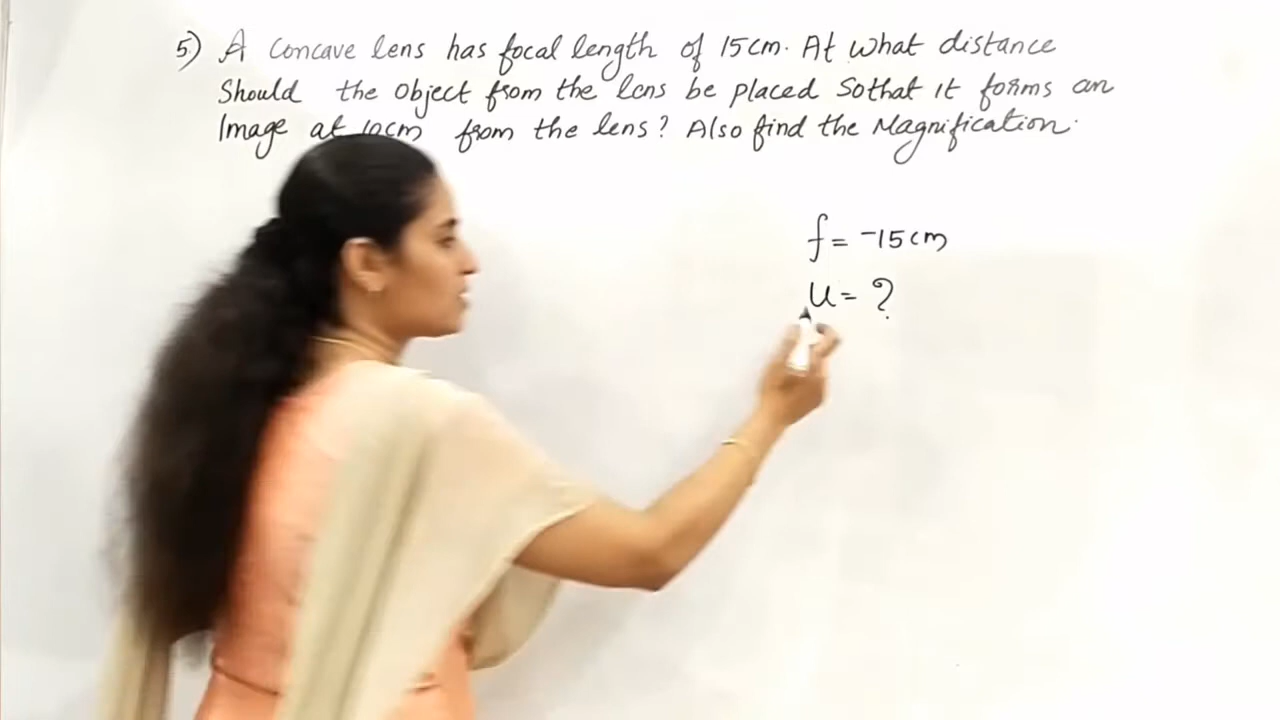 5) A Concave lens has focal length of 15cm. At What distance
Should the Object from the lens be placed Sothat it forms an
Image at 10cm from the lens? Also find the Magnification.
f = -15cm
u = ?